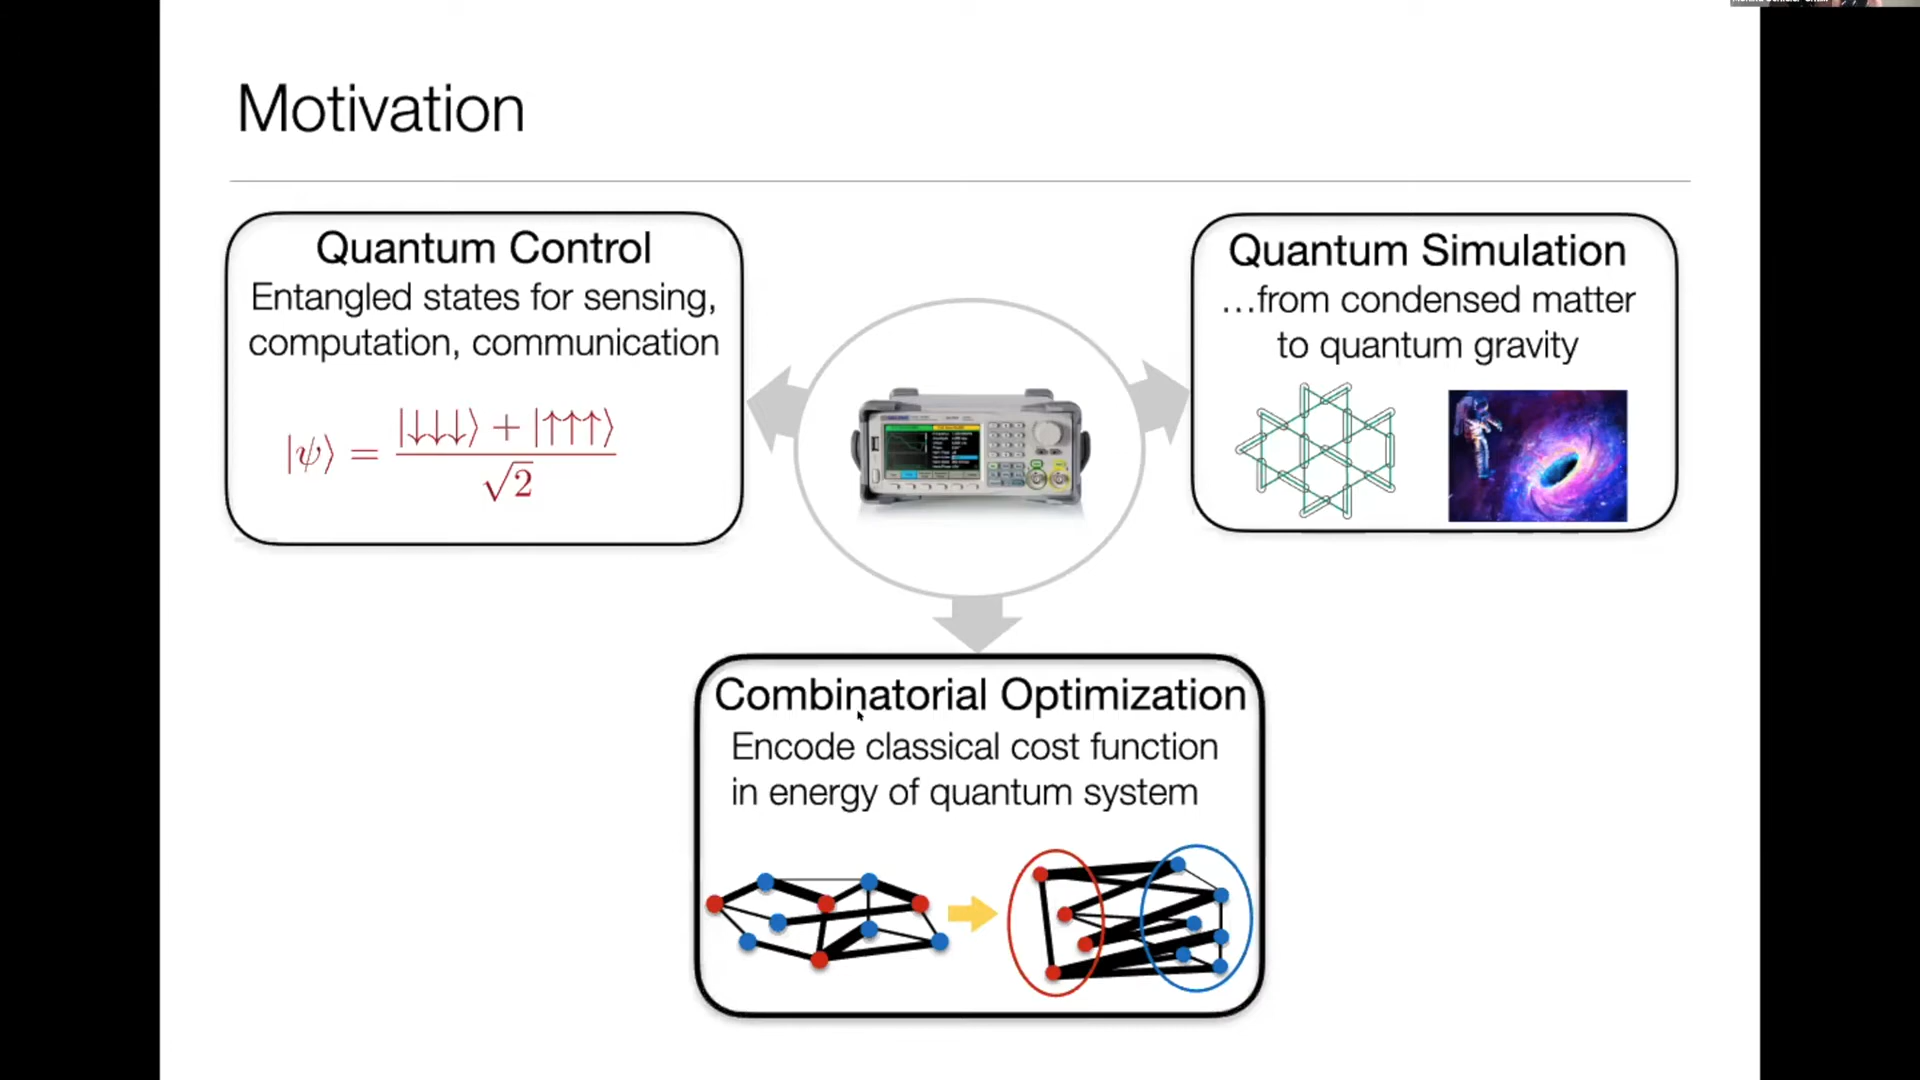 Motivation
Quantum Control
Entangled states for sensing,
computation, communication
|ψ⟩ = (|↓↓↓⟩ + |↑↑↑⟩) / √2
Quantum Simulation
…from condensed matter
to quantum gravity
Combinatorial Optimization
Encode classical cost function
in energy of quantum system